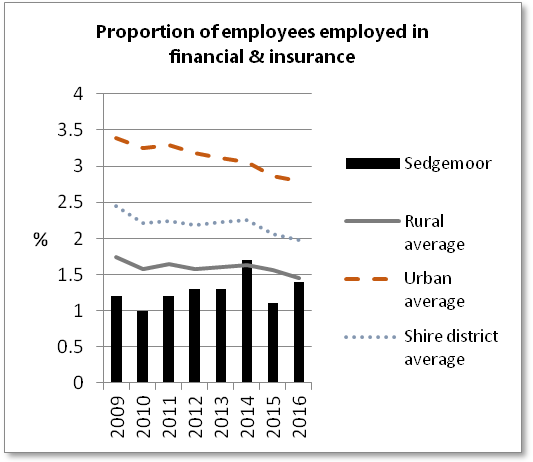 Proportion of employees employed in
financial & insurance
4
3.5
3
2.5
2
1.5
1
0.5
0
%
2009
2010
2011
2012
2013
2014
2015
2016
Sedgemoor
Rural
average
Urban
average
Shire district
average